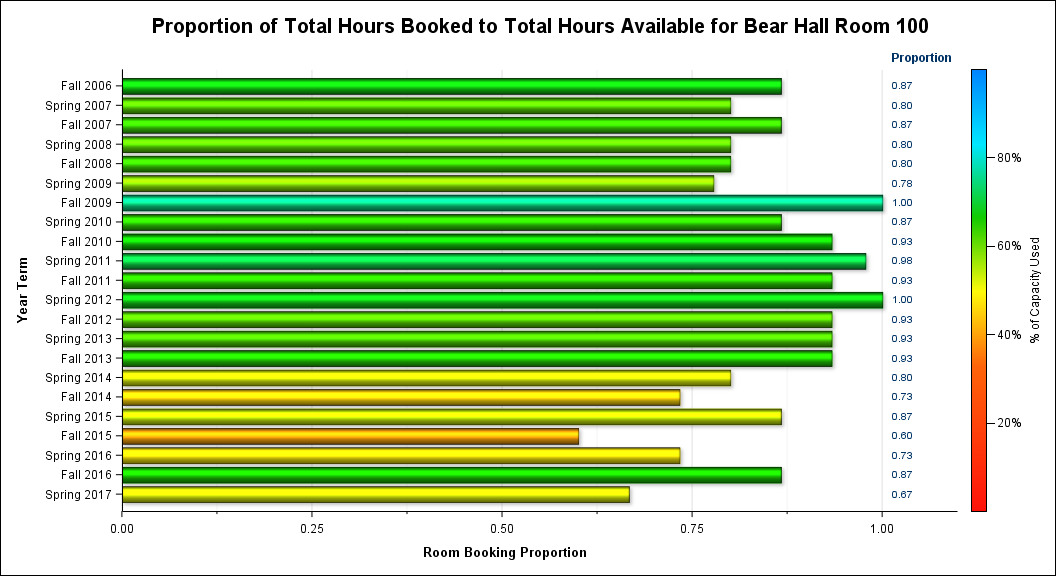 Proportion of Total Hours Booked to Total Hours Available for Bear Hall Room 100
Proportion
Fall 2006 0.87
Spring 2007 0.80
Fall 2007 0.87
Spring 2008 0.80
Fall 2008 0.80
Spring 2009 0.78
Fall 2009 1.00
Spring 2010 0.87
Fall 2010 0.93
Spring 2011 0.98
Fall 2011 0.93
Spring 2012 1.00
Fall 2012 0.93
Spring 2013 0.93
Fall 2013 0.93
Spring 2014 0.80
Fall 2014 0.73
Spring 2015 0.87
Fall 2015 0.60
Spring 2016 0.73
Fall 2016 0.87
Spring 2017 0.67
Year Term
0.00 0.25 0.50 0.75 1.00
Room Booking Proportion
80%
60%
40%
20%
% of Capacity Used